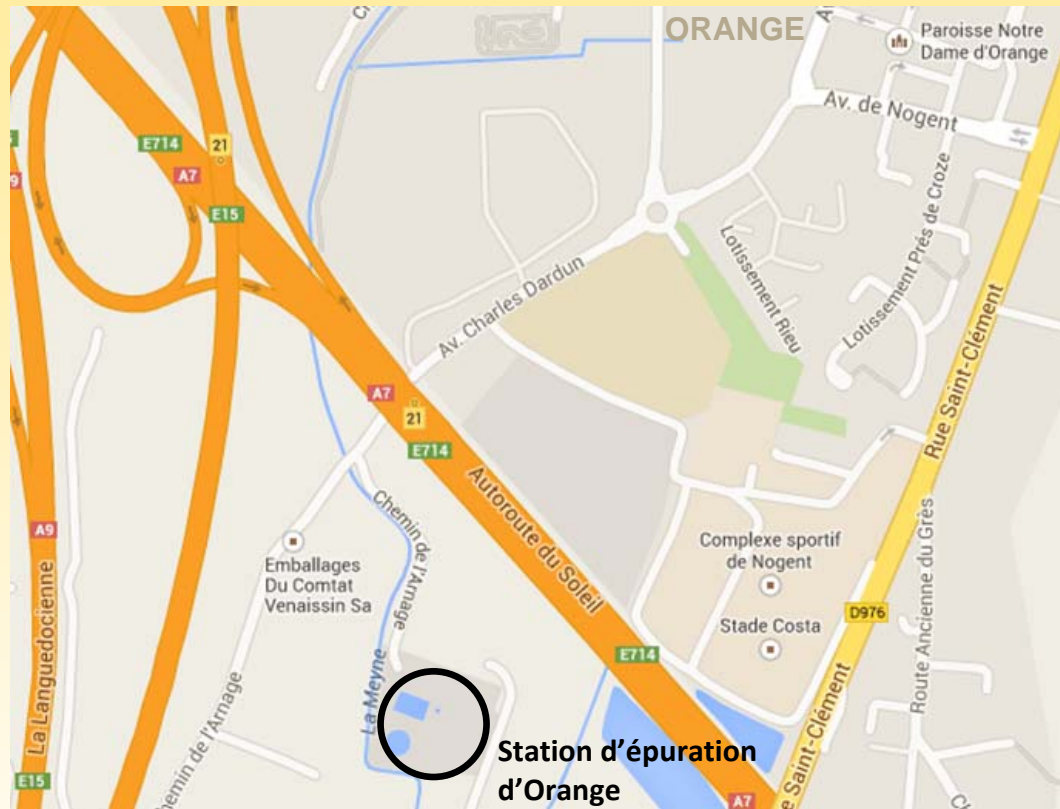 ORANGE
Paroisse Notre
Dame d'Orange
Av. de Nogent
E714
21
A7
E15
Lotissement Prés de Croze
Lotissement Rieu
Av. Charles Dardun
A7
21
E714
Rue Saint-Clément
Chemin de l'Arnage
Autoroute du Soleil
A9
Emballages
Du Comtat
Venaissin Sa
Complexe sportif
de Nogent
Route Ancienne du Grès
La Languedocienne
D976
Stade Costa
E714
La Meyne
Chemin de l'Arnage
Station d'épuration
d'Orange
E15
A7
Saint-Clément